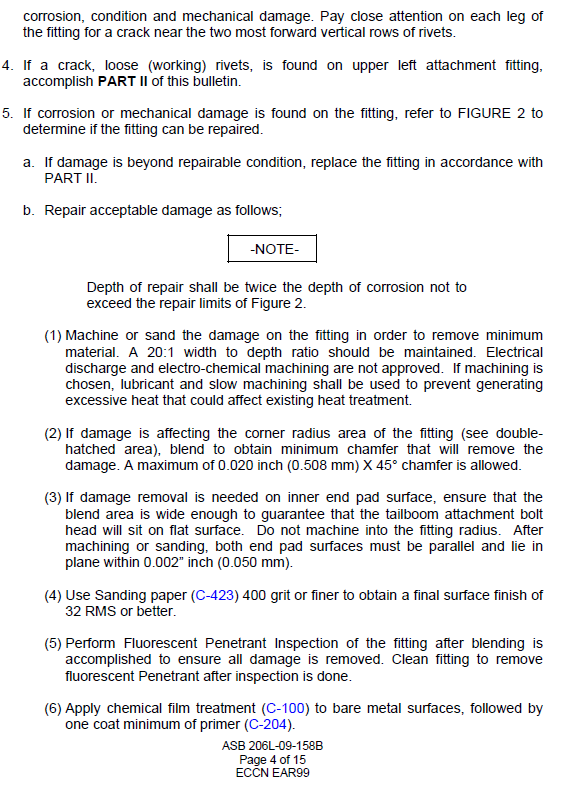 corrosion, condition and mechanical damage. Pay close attention on each leg of
the fitting for a crack near the two most forward vertical rows of rivets.
4. If a crack, loose (working) rivets, is found on upper left attachment fitting,
accomplish PART II of this bulletin.
5. If corrosion or mechanical damage is found on the fitting, refer to FIGURE 2 to
determine if the fitting can be repaired.
a. If damage is beyond repairable condition, replace the fitting in accordance with
PART II.
b. Repair acceptable damage as follows;
-NOTE-
Depth of repair shall be twice the depth of corrosion not to
exceed the repair limits of Figure 2.
(1) Machine or sand the damage on the fitting in order to remove minimum
material. A 20:1 width to depth ratio should be maintained. Electrical
discharge and electro-chemical machining are not approved. If machining is
chosen, lubricant and slow machining shall be used to prevent generating
excessive heat that could affect existing heat treatment.
(2) If damage is affecting the corner radius area of the fitting (see double-
hatched area), blend to obtain minimum chamfer that will remove the
damage. A maximum of 0.020 inch (0.508 mm) X 45° chamfer is allowed.
(3) If damage removal is needed on inner end pad surface, ensure that the
blend area is wide enough to guarantee that the tailboom attachment bolt
head will sit on flat surface. Do not machine into the fitting radius. After
machining or sanding, both end pad surfaces must be parallel and lie in
plane within 0.002" inch (0.050 mm).
(4) Use Sanding paper (C-423) 400 grit or finer to obtain a final surface finish of
32 RMS or better.
(5) Perform Fluorescent Penetrant Inspection of the fitting after blending is
accomplished to ensure all damage is removed. Clean fitting to remove
fluorescent Penetrant after inspection is done.
(6) Apply chemical film treatment (C-100) to bare metal surfaces, followed by
one coat minimum of primer (C-204).
ASB 206L-09-158B
Page 4 of 15
ECCN EAR99